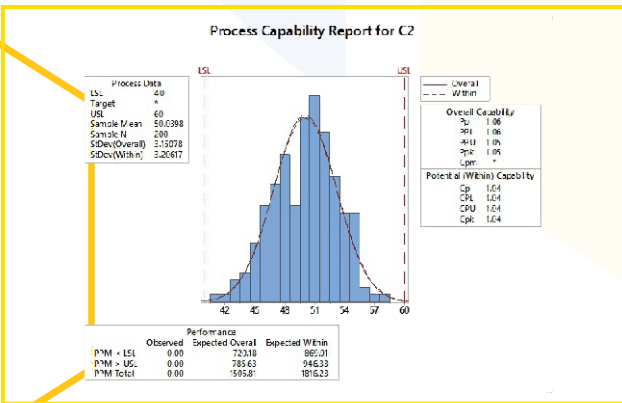 Process Capability Report for C2
LSL
USL
Process Data
LSL 40
Target *
USL 60
Sample Mean 50.0398
Sample N 200
StDev(Overall) 3.15078
StDev(Within) 3.20617
Overall
Within
Overall Capability
Pp 1.06
PPL 1.06
PPU 1.05
Ppk 1.05
Cpm *
Potential (Within) Capability
Cp 1.04
CPL 1.04
CPU 1.04
Cpk 1.04
42 45 48 51 54 57 60
Performance
Observed Expected Overall Expected Within
PPM < LSL 0.00 720.18
PPM > USL 0.00 785.63 946.33
PPM Total 0.00 1505.81 1816.23